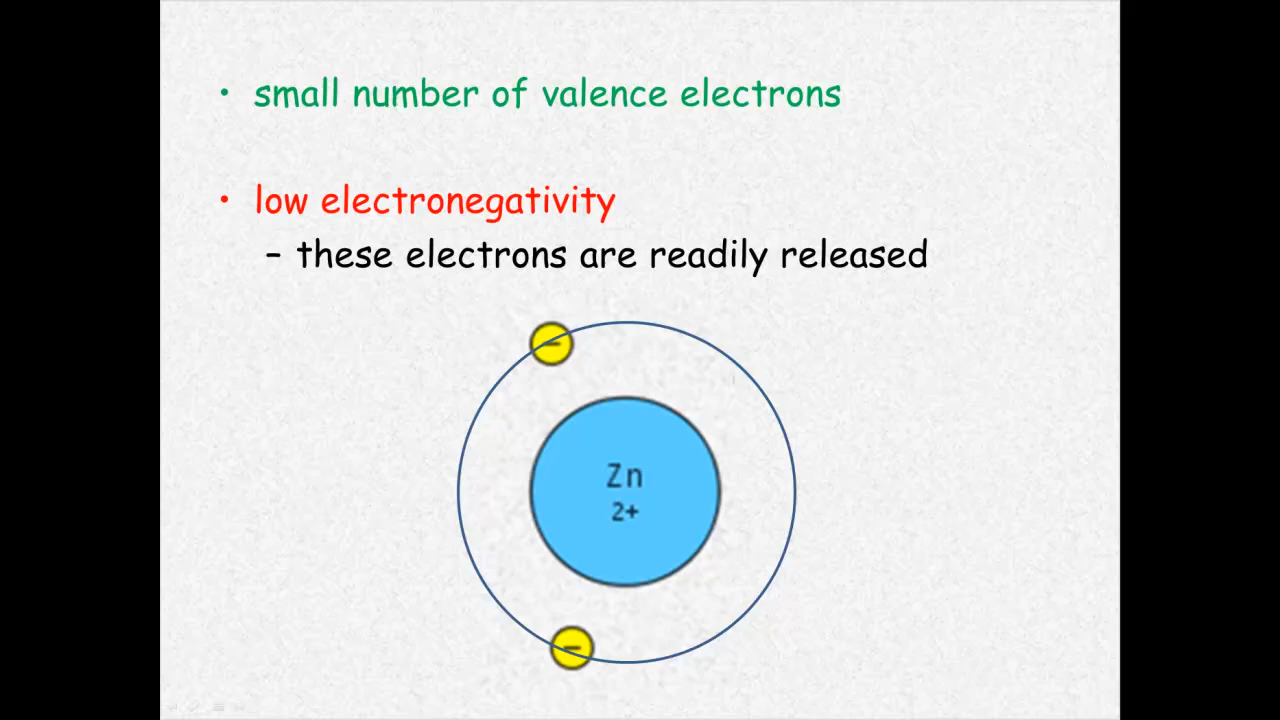 • small number of valence electrons
• low electronegativity
– these electrons are readily released
–
Zn
2+
–